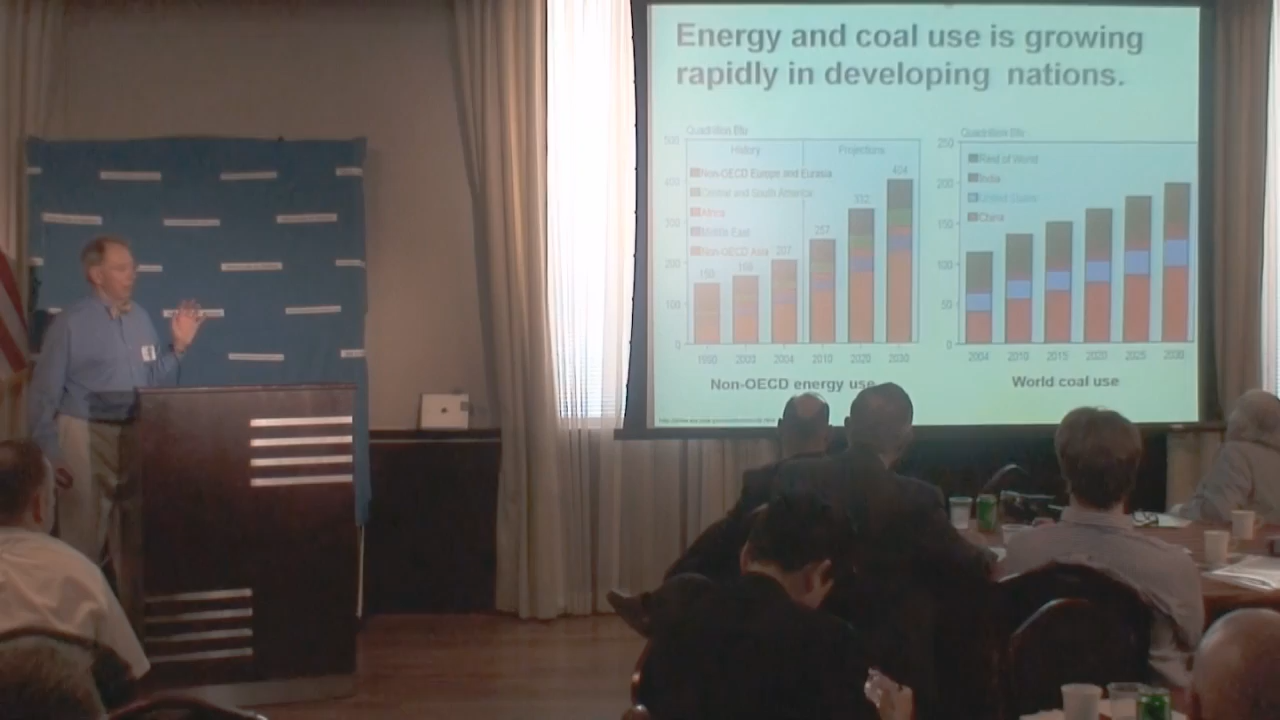 Energy and coal use is growing
rapidly in developing nations.
Quadrillion Btu
500
400
300
200
100
0
History
Projections
Non-OECD Europe and Eurasia
Central and South America
Africa
Middle East
Non-OECD Asia
207
257
332
404
1990
2003
2004
2010
2020
2030
Non-OECD energy use
Quadrillion Btu
250
200
150
100
50
0
Rest of World
India
United States
China
2004
2010
2015
2020
2025
2030
World coal use